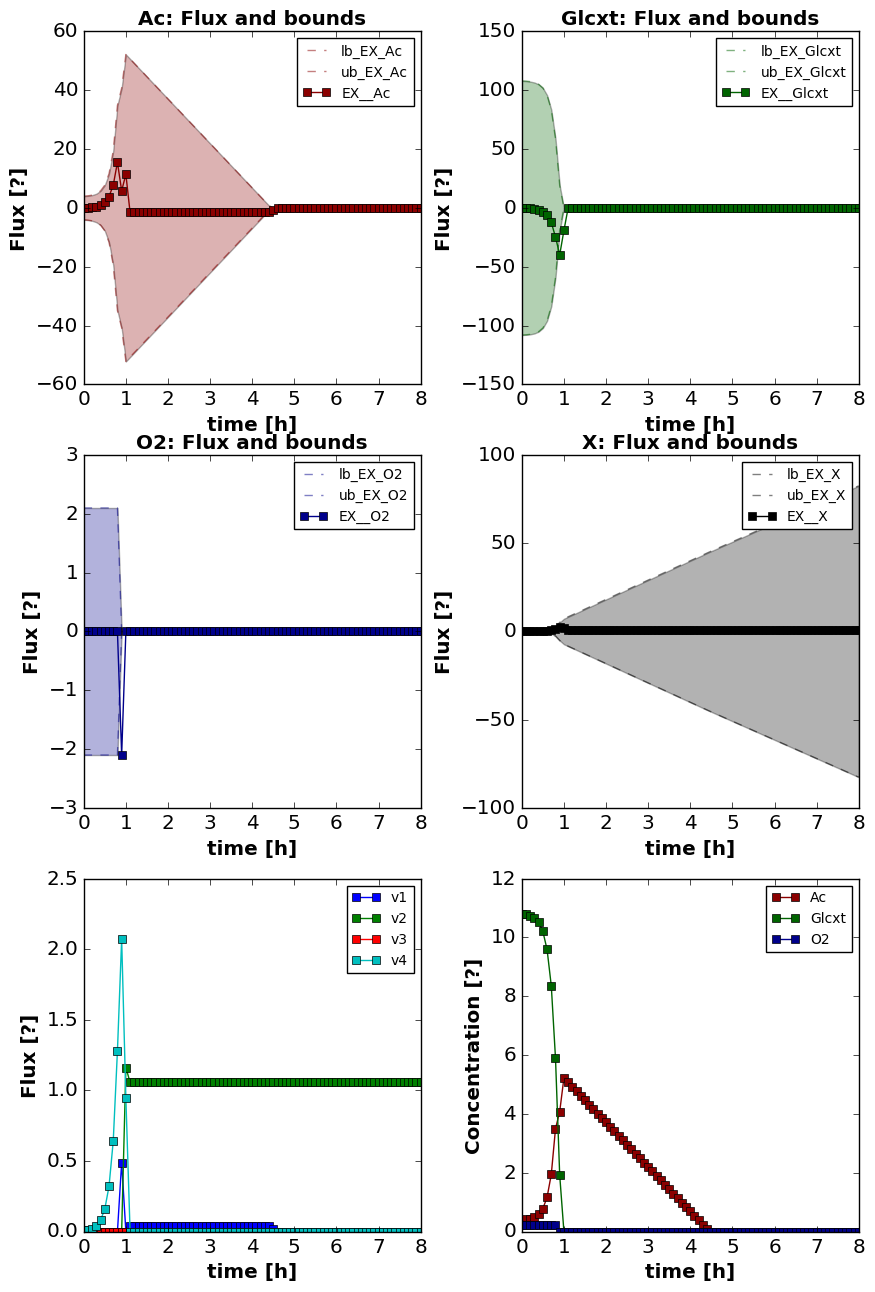 Ac: Flux and bounds
60
40
20
0
−20
−40
−60
Flux [?]
0 1 2 3 4 5 6 7 8
time [h]
lb_EX_Ac
ub_EX_Ac
EX__Ac
Glcxt: Flux and bounds
150
100
50
0
−50
−100
−150
Flux [?]
0 1 2 3 4 5 6 7 8
time [h]
lb_EX_Glcxt
ub_EX_Glcxt
EX__Glcxt
O2: Flux and bounds
3
2
1
0
−1
−2
−3
Flux [?]
0 1 2 3 4 5 6 7 8
time [h]
lb_EX_O2
ub_EX_O2
EX__O2
X: Flux and bounds
100
50
0
−50
−100
Flux [?]
0 1 2 3 4 5 6 7 8
time [h]
lb_EX_X
ub_EX_X
EX__X
2.5
2.0
1.5
1.0
0.5
0.0
Flux [?]
0 1 2 3 4 5 6 7 8
time [h]
v1
v2
v3
v4
12
10
8
6
4
2
0
Concentration [?]
0 1 2 3 4 5 6 7 8
time [h]
Ac
Glcxt
O2